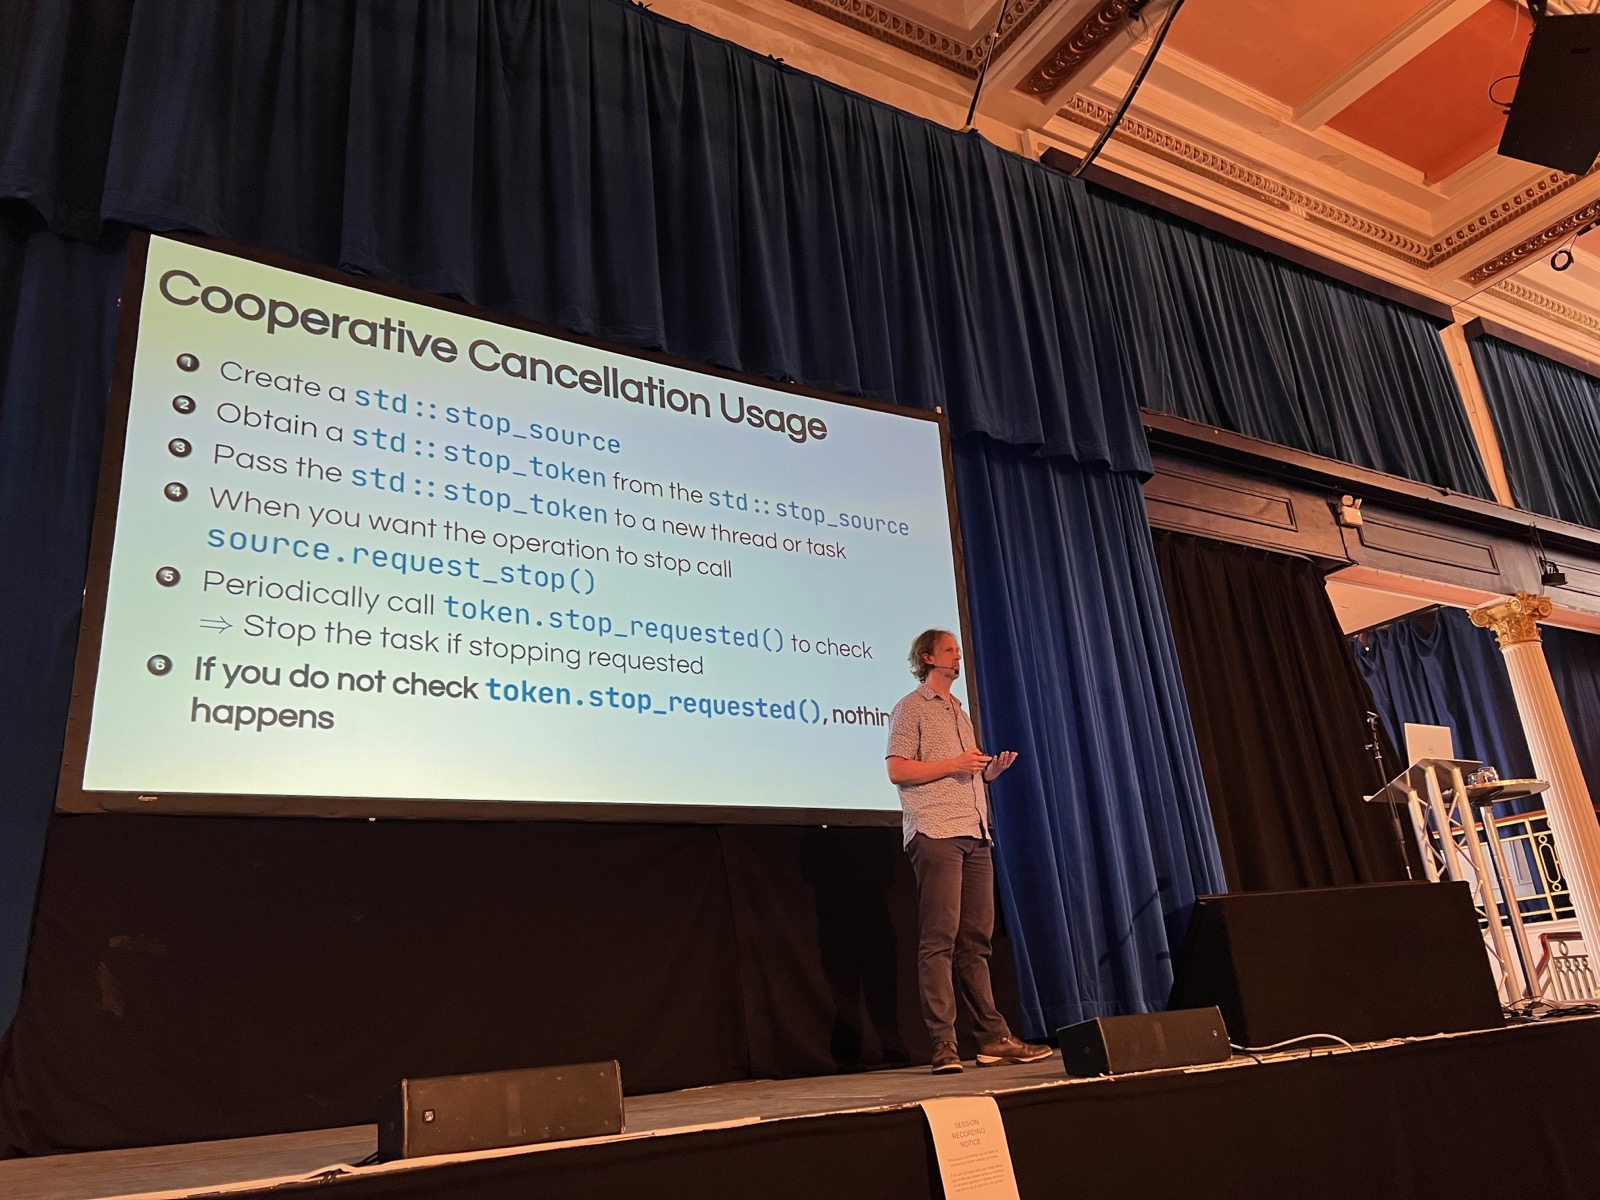 Cooperative Cancellation Usage
1 Create a std::stop_source
2 Obtain a std::stop_token from the std::stop_source
3 Pass the std::stop_token to a new thread or task
4 When you want the operation to stop call
source.request_stop()
5 Periodically call token.stop_requested() to check
⇒ Stop the task if stopping requested
6 If you do not check token.stop_requested(), nothin
happens
SESSION
RECORDING
NOTICE